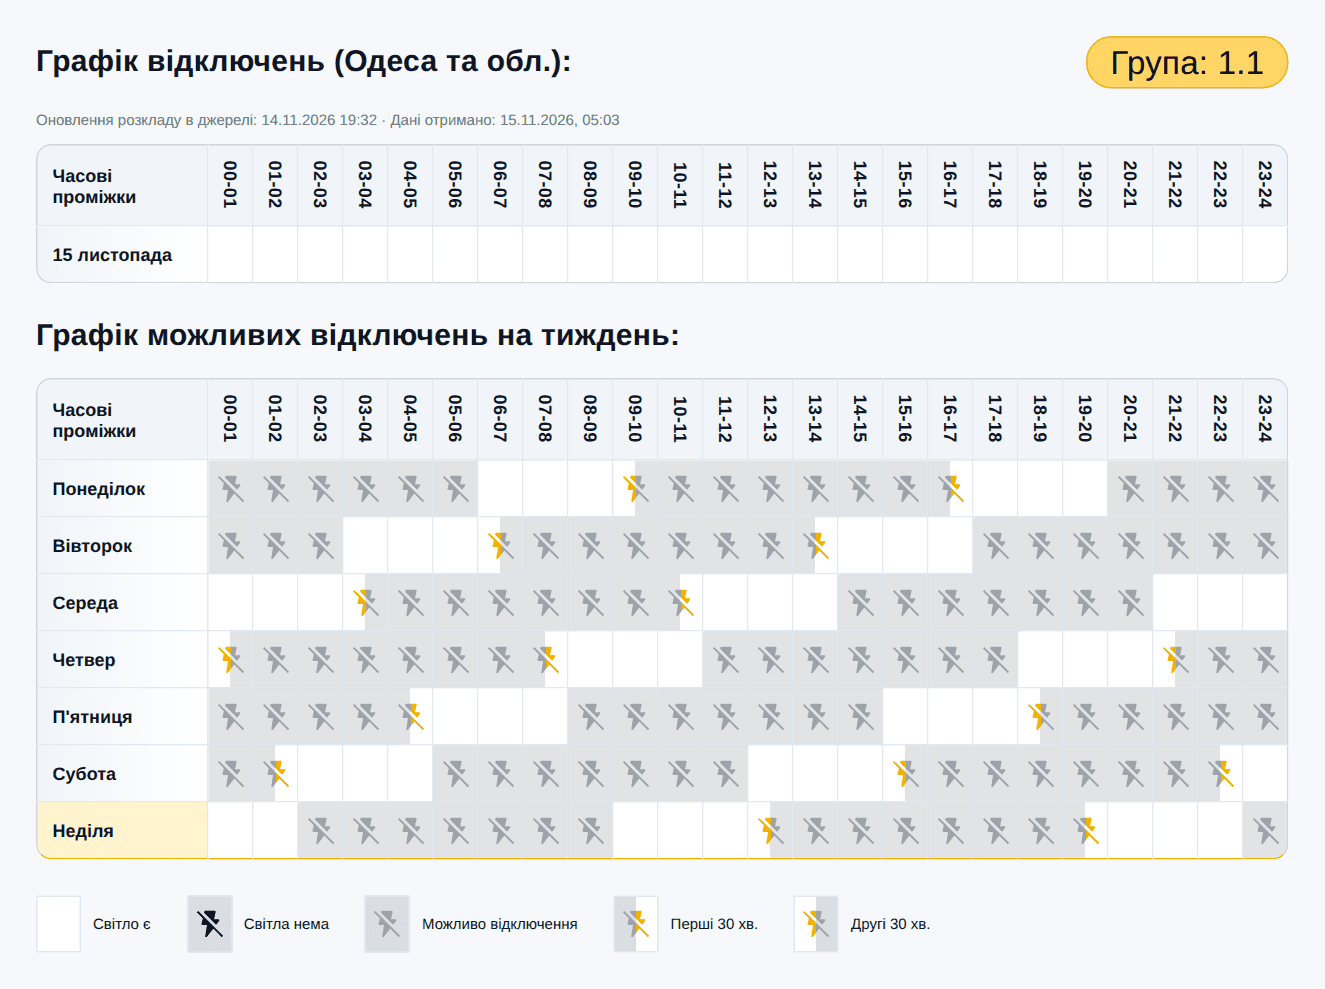 Графік відключень (Одеса та обл.):
Група: 1.1
Оновлення розкладу в джерелі: 14.11.2026 19:32 · Дані отримано: 15.11.2026, 05:03
Часові
проміжки
00-01 01-02 02-03 03-04 04-05 05-06 06-07 07-08 08-09 09-10 10-11 11-12 12-13 13-14 14-15 15-16 16-17 17-18 18-19 19-20 20-21 21-22 22-23 23-24
15 листопада
Графік можливих відключень на тиждень:
Часові
проміжки
00-01 01-02 02-03 03-04 04-05 05-06 06-07 07-08 08-09 09-10 10-11 11-12 12-13 13-14 14-15 15-16 16-17 17-18 18-19 19-20 20-21 21-22 22-23 23-24
Понеділок
Вівторок
Середа
Четвер
П'ятниця
Субота
Неділя
Світло є
Світла нема
Можливо відключення
Перші 30 хв.
Другі 30 хв.